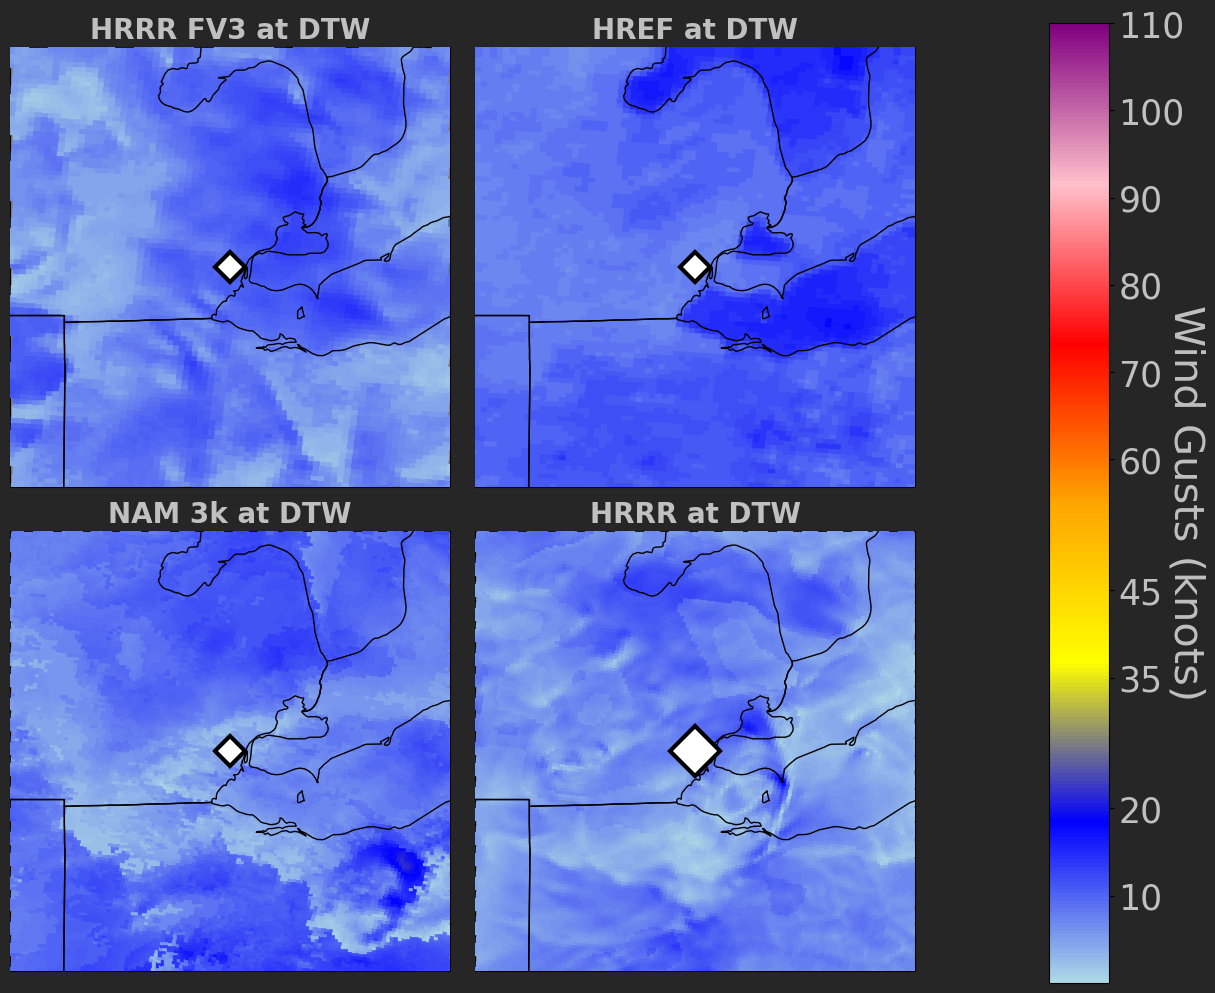 HRRR FV3 at DTW
HREF at DTW
NAM 3k at DTW
HRRR at DTW
110
100
90
80
70
60
45
35
20
10
Wind Gusts (knots)